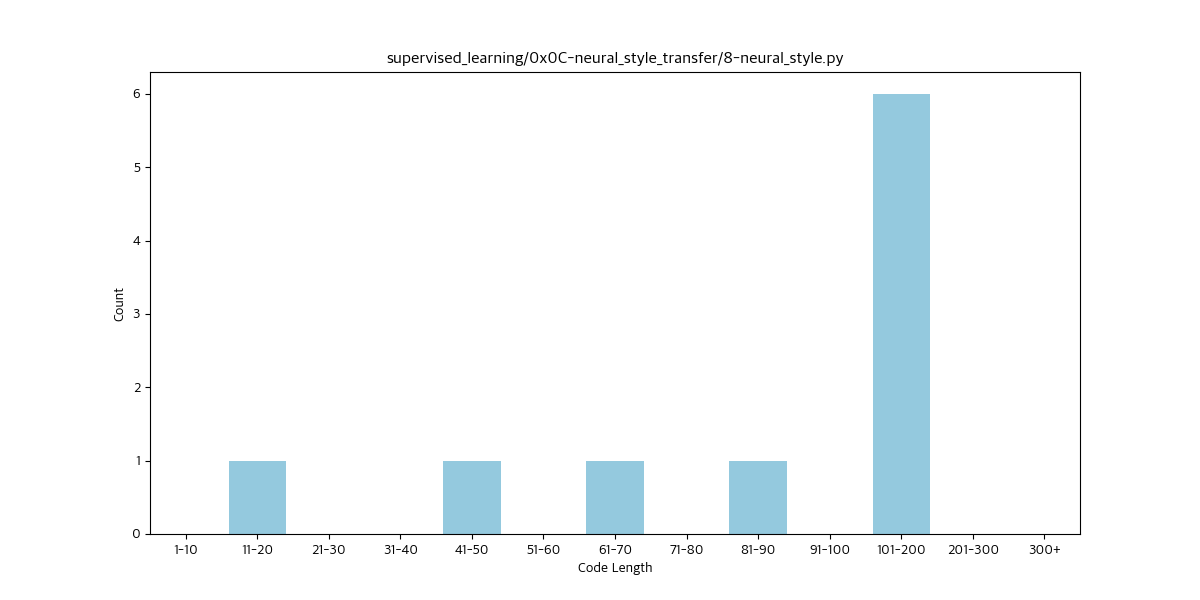 supervised_learning/0x0C-neural_style_transfer/8-neural_style.py
6
5
4
3
2
1
0
Count
1-10 11-20 21-30 31-40 41-50 51-60 61-70 71-80 81-90 91-100 101-200 201-300 300+
Code Length